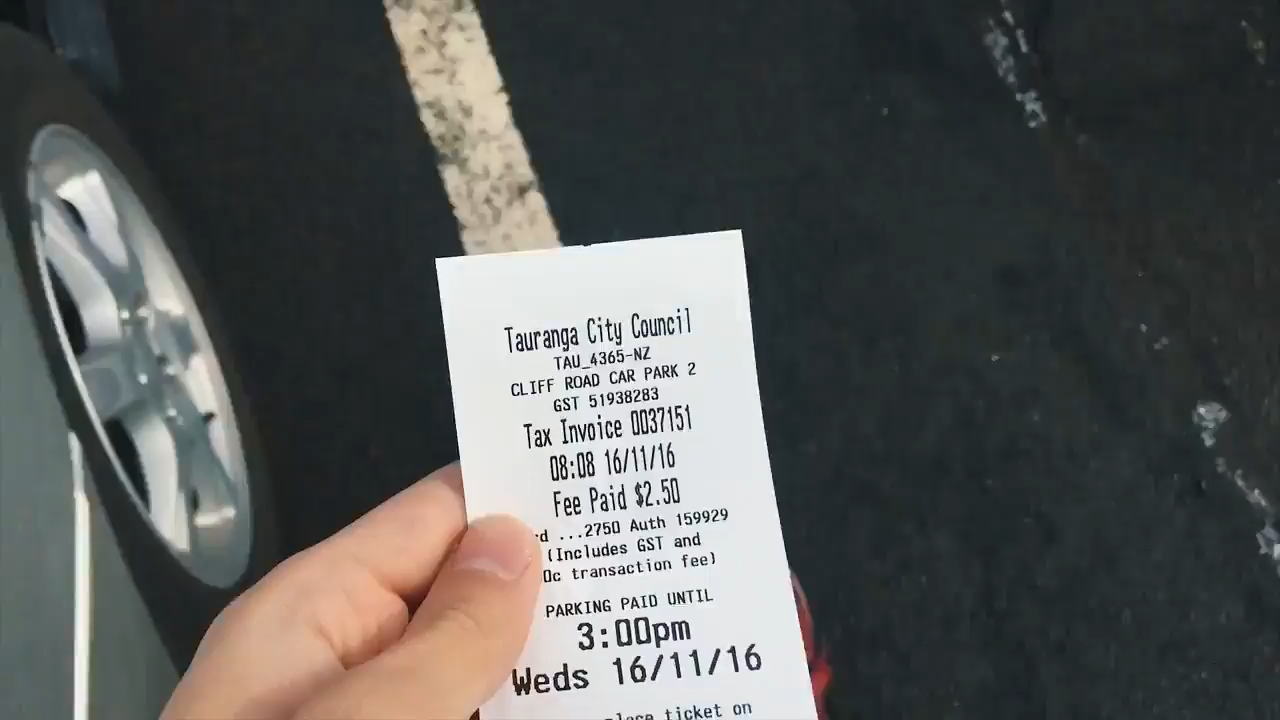 Tauranga City Council
TAU_4365-NZ
CLIFF ROAD CAR PARK 2
GST 51938283
Tax Invoice 0037151
08:08 16/11/16
Fee Paid $2.50
...2750 Auth 159929
(Includes GST and
transaction fee)
PARKING PAID UNTIL
3:00pm
Weds 16/11/16
ticket on